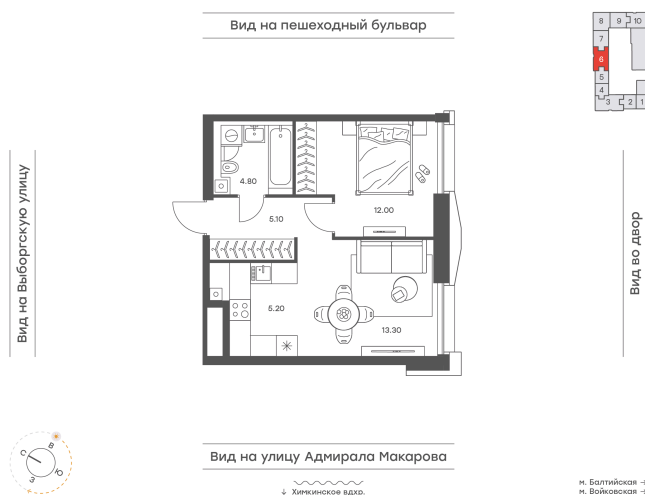 Вид на пешеходный бульвар
8 9 10
7
6
5
4
3 2 1
Вид на Выборгскую улицу
Вид во двор
4.80
5.10
12.00
5.20
13.30
Вид на улицу Адмирала Макарова
С В Ю З
↓ Химкинское вдхр.
м. Балтийская →
м. Войковская →